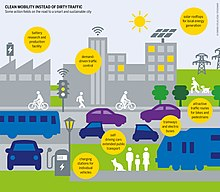 CLEAN MOBILITY INSTEAD OF DIRTY TRAFFIC
Some action fields on the road to a smart and sustainable city
solar rooftops
for local energy
generation
battery
research and
production
facility
demand-
driven traffic
control
attractive
traffic routes
for bikes and
pedestrians
tramways and
electric buses
self-
driving taxis
extended public
transport
charging
stations for
individual
vehicles